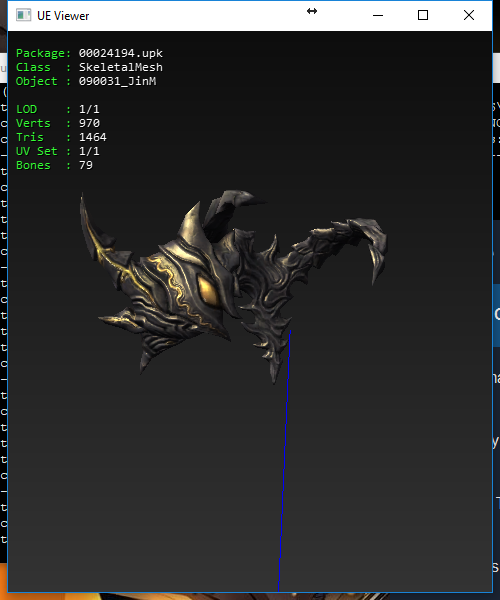 UE Viewer
Package: 00024194.upk
Class : SkeletalMesh
Object : 090031_JinM
LOD : 1/1
Verts : 970
Tris : 1464
UV Set : 1/1
Bones : 79